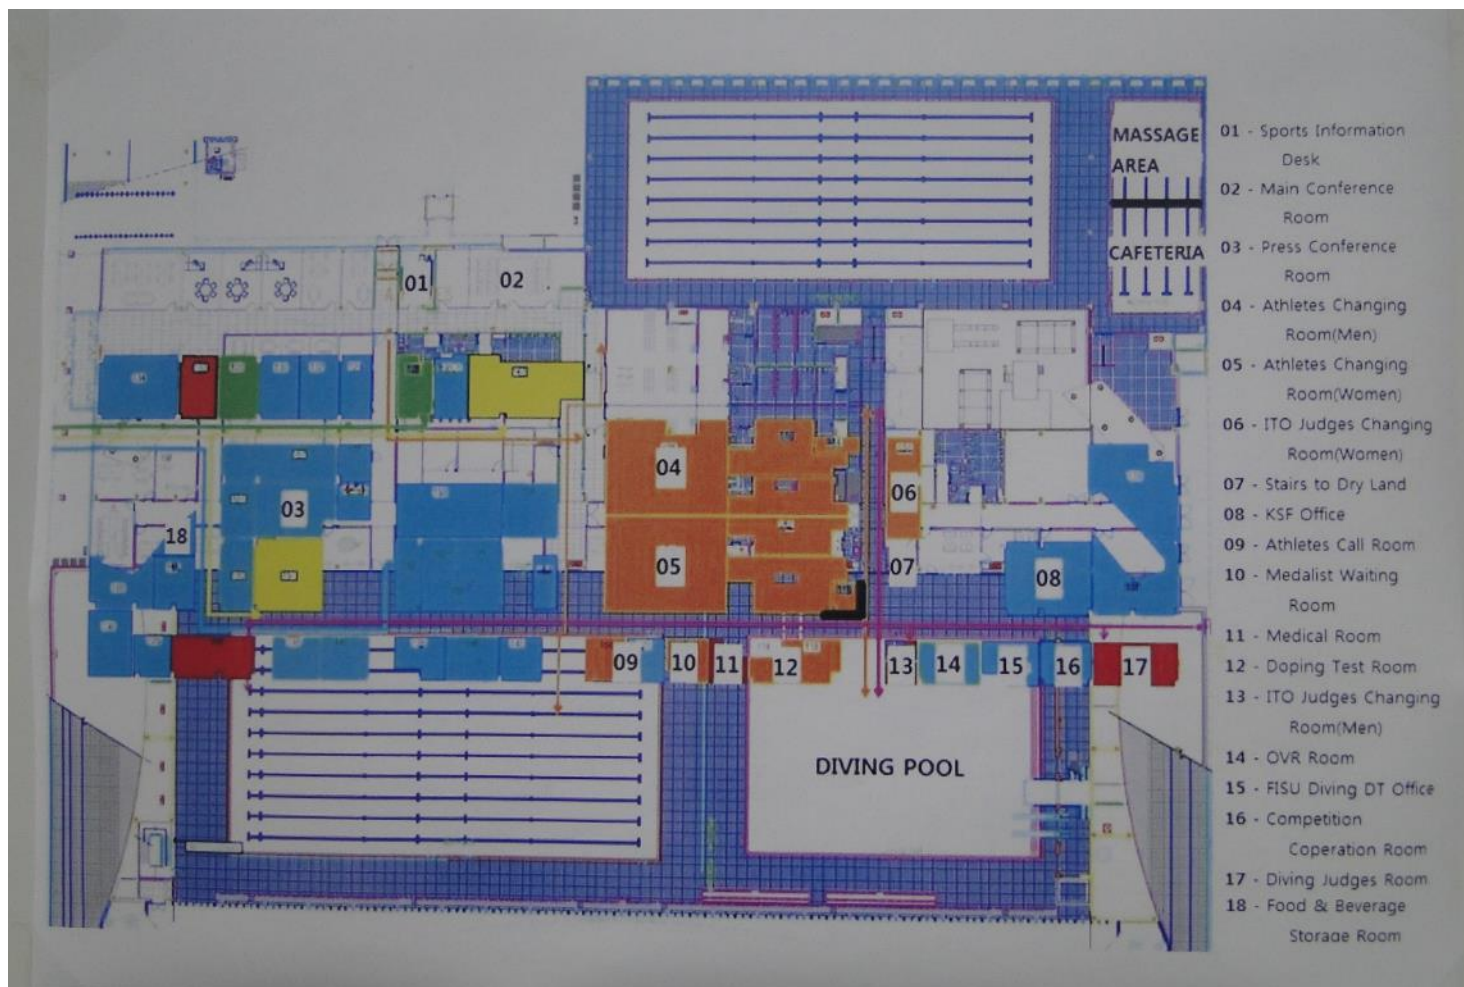 MASSAGE
AREA
CAFETERIA
01
02
03
04
05
06
07
08
18
09
10
11
12
13
14
15
16
17
DIVING POOL
01 - Sports Information
Desk
02 - Main Conference
Room
03 - Press Conference
Room
04 - Athletes Changing
Room(Men)
05 - Athletes Changing
Room(Women)
06 - ITO Judges Changing
Room(Women)
07 - Stairs to Dry Land
08 - KSF Office
09 - Athletes Call Room
10 - Medalist Waiting
Room
11 - Medical Room
12 - Doping Test Room
13 - ITO Judges Changing
Room(Men)
14 - OVR Room
15 - FISU Diving DT Office
16 - Competition
Coperation Room
17 - Diving Judges Room
18 - Food & Beverage
Storage Room